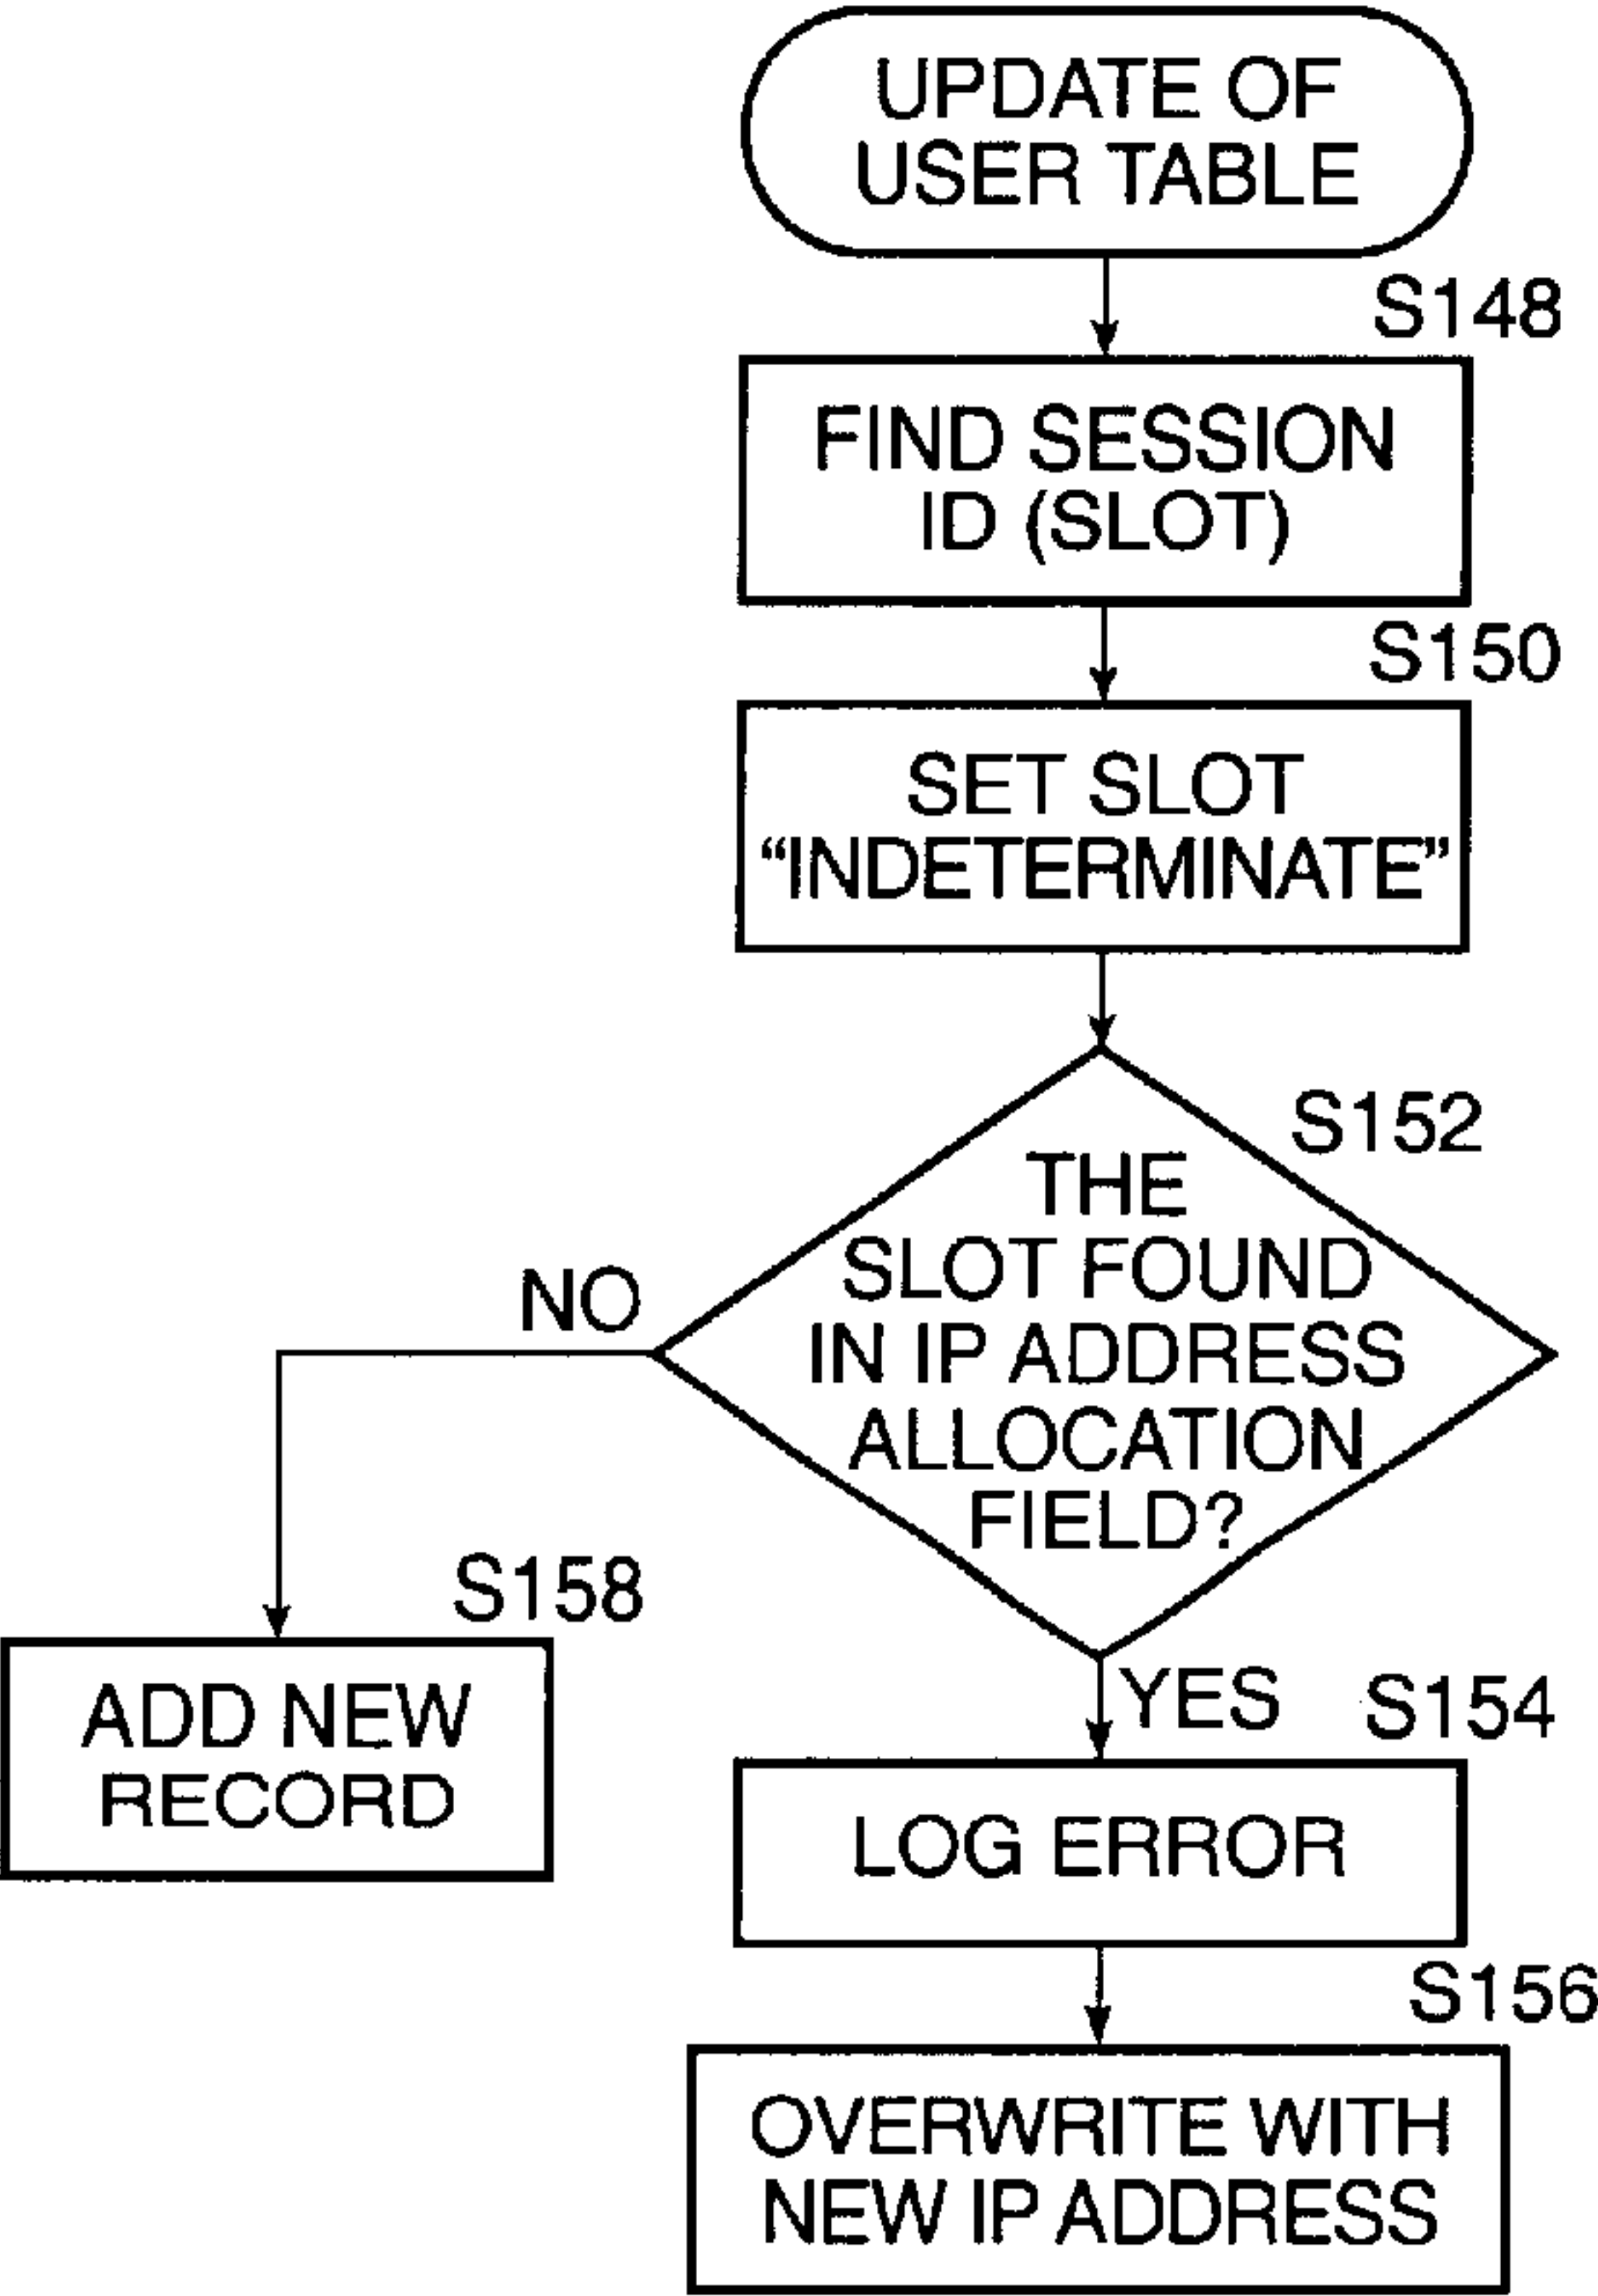 UPDATE OF
USER TABLE
S148
FIND SESSION
ID (SLOT)
S150
SET SLOT
“INDETERMINATE”
S152
THE
SLOT FOUND
IN IP ADDRESS
ALLOCATION
FIELD?
NO
S158
ADD NEW
RECORD
YES
S154
LOG ERROR
S156
OVERWRITE WITH
NEW IP ADDRESS